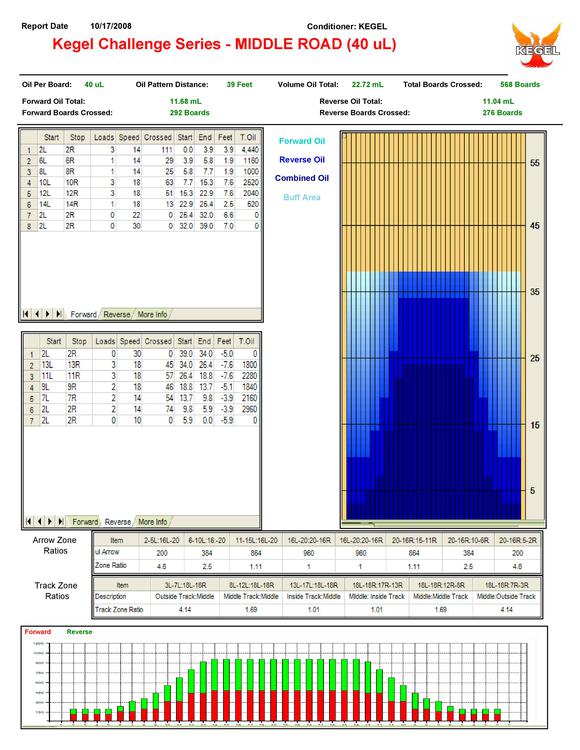 Report Date 10/17/2008 Conditioner: KEGEL
Kegel Challenge Series - MIDDLE ROAD (40 uL)
KEGEL
Oil Per Board: 40 uL Oil Pattern Distance: 39 Feet Volume Oil Total: 22.72 mL Total Boards Crossed: 568 Boards
Forward Oil Total: 11.68 mL Reverse Oil Total: 11.04 mL
Forward Boards Crossed: 292 Boards Reverse Boards Crossed: 276 Boards
Start Stop Loads Speed Crossed Start End Feet T.Oil
1 2L 2R 3 14 111 0.0 3.9 3.9 4,440
2 6L 6R 1 14 29 3.9 5.8 1.9 1160
3 8L 8R 1 14 25 5.8 7.7 1.9 1000
4 10L 10R 3 18 63 7.7 15.3 7.6 2520
5 12L 12R 3 18 51 15.3 22.9 7.6 2040
6 14L 14R 1 18 13 22.9 25.4 2.5 520
7 2L 2R 0 22 0 25.4 32.0 6.6 0
8 2L 2R 0 30 0 32.0 39.0 7.0 0
Forward Reverse More Info
Forward Oil
Reverse Oil
Combined Oil
Buff Area
55
45
35
25
15
5
Start Stop Loads Speed Crossed Start End Feet T.Oil
1 2L 2R 0 30 0 39.0 34.0 -5.0 0
2 13L 13R 3 18 45 34.0 26.4 -7.6 1800
3 11L 11R 3 18 57 26.4 18.8 -7.6 2280
4 9L 9R 2 18 46 18.8 13.7 -5.1 1840
5 7L 7R 2 14 54 13.7 9.8 -3.9 2160
6 2L 2R 2 14 74 9.8 5.9 -3.9 2960
7 2L 2R 0 10 0 5.9 0.0 -5.9 0
Forward Reverse More Info
Arrow Zone Ratios
Item 2-5L:16L-20 6-10L:16-20 11-15L:16L-20 16L-20:20-16R 16L-20:20-16R 20-16R:15-11R 20-16R:10-6R 20-16R:5-2R
ul Arrow 200 384 864 960 960 864 384 200
Zone Ratio 4.8 2.5 1.11 1 1 1.11 2.5 4.8
Track Zone Ratios
Item 3L-7L:18L-18R 8L-12L:18L-18R 13L-17L:18L-18R 18L-18R:17R-13R 18L-18R:12R-8R 18L-18R:7R-3R
Description Outside Track:Middle Middle Track:Middle Inside Track:Middle Middle: Inside Track Middle:Middle Track Middle:Outside Track
Track Zone Ratio 4.14 1.69 1.01 1.01 1.69 4.14
Forward Reverse